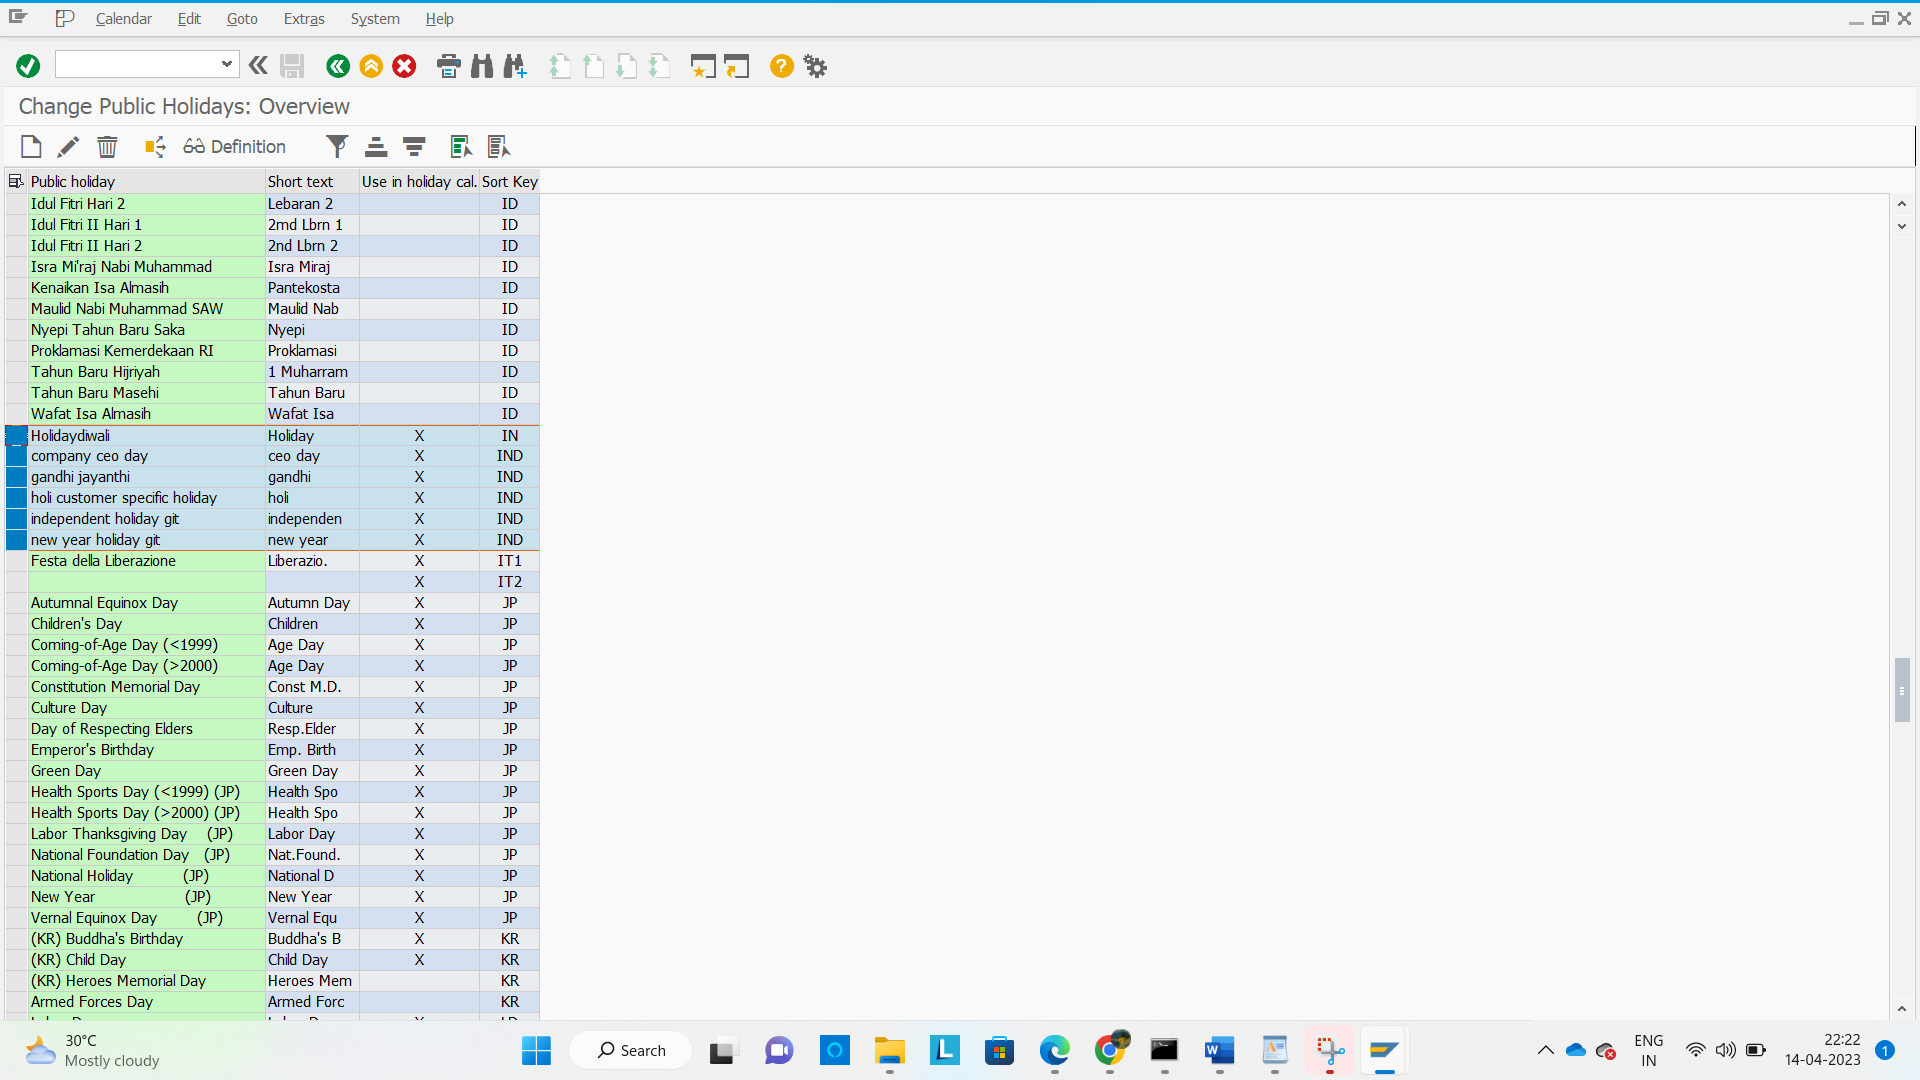 Calendar Edit Goto Extras System Help
Change Public Holidays: Overview
Definition
Public holiday Short text Use in holiday cal. Sort Key
Idul Fitri Hari 2 Lebaran 2 ID
Idul Fitri II Hari 1 2md Lbrn 1 ID
Idul Fitri II Hari 2 2nd Lbrn 2 ID
Isra Mi'raj Nabi Muhammad Isra Miraj ID
Kenaikan Isa Almasih Pantekosta ID
Maulid Nabi Muhammad SAW Maulid Nab ID
Nyepi Tahun Baru Saka Nyepi ID
Proklamasi Kemerdekaan RI Proklamasi ID
Tahun Baru Hijriyah 1 Muharram ID
Tahun Baru Masehi Tahun Baru ID
Wafat Isa Almasih Wafat Isa ID
Holidaydiwali Holiday X IN
company ceo day ceo day X IND
gandhi jayanthi gandhi X IND
holi customer specific holiday holi X IND
independent holiday git independen X IND
new year holiday git new year X IND
Festa della Liberazione Liberazio. X IT1
X IT2
Autumnal Equinox Day Autumn Day X JP
Children's Day Children X JP
Coming-of-Age Day (<1999) Age Day X JP
Coming-of-Age Day (>2000) Age Day X JP
Constitution Memorial Day Const M.D. X JP
Culture Day Culture X JP
Day of Respecting Elders Resp.Elder X JP
Emperor's Birthday Emp. Birth X JP
Green Day Green Day X JP
Health Sports Day (<1999) (JP) Health Spo X JP
Health Sports Day (>2000) (JP) Health Spo X JP
Labor Thanksgiving Day (JP) Labor Day X JP
National Foundation Day (JP) Nat.Found. X JP
National Holiday (JP) National D X JP
New Year (JP) New Year X JP
Vernal Equinox Day (JP) Vernal Equ X JP
(KR) Buddha's Birthday Buddha's B X KR
(KR) Child Day Child Day X KR
(KR) Heroes Memorial Day Heroes Mem KR
Armed Forces Day Armed Forc KR
30°C
Mostly cloudy
Search
ENG
IN
22:22
14-04-2023
1